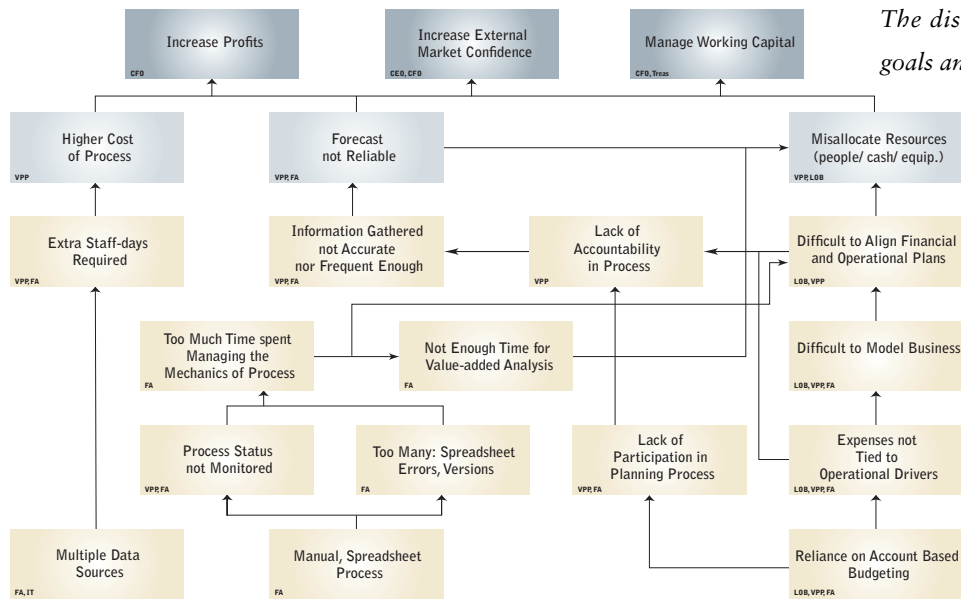 The dis
goals an
Increase Profits
CFO
Increase External
Market Confidence
CEO, CFO
Manage Working Capital
CFO, Treas
Higher Cost
of Process
VPP
Forecast
not Reliable
VPP, FA
Misallocate Resources
(people/ cash/ equip.)
VPP, LOB
Extra Staff-days
Required
VPP, FA
Information Gathered
not Accurate
nor Frequent Enough
VPP, FA
Lack of
Accountability
in Process
VPP
Difficult to Align Financial
and Operational Plans
LOB, VPP
Too Much Time spent
Managing the
Mechanics of Process
FA
Not Enough Time for
Value-added Analysis
FA
Difficult to Model Business
LOB, VPP, FA
Process Status
not Monitored
VPP, FA
Too Many: Spreadsheet
Errors, Versions
FA
Lack of
Participation in
Planning Process
VPP, FA
Expenses not
Tied to
Operational Drivers
LOB, VPP, FA
Multiple Data
Sources
FA, IT
Manual, Spreadsheet
Process
FA
Reliance on Account Based
Budgeting
LOB, VPP, FA